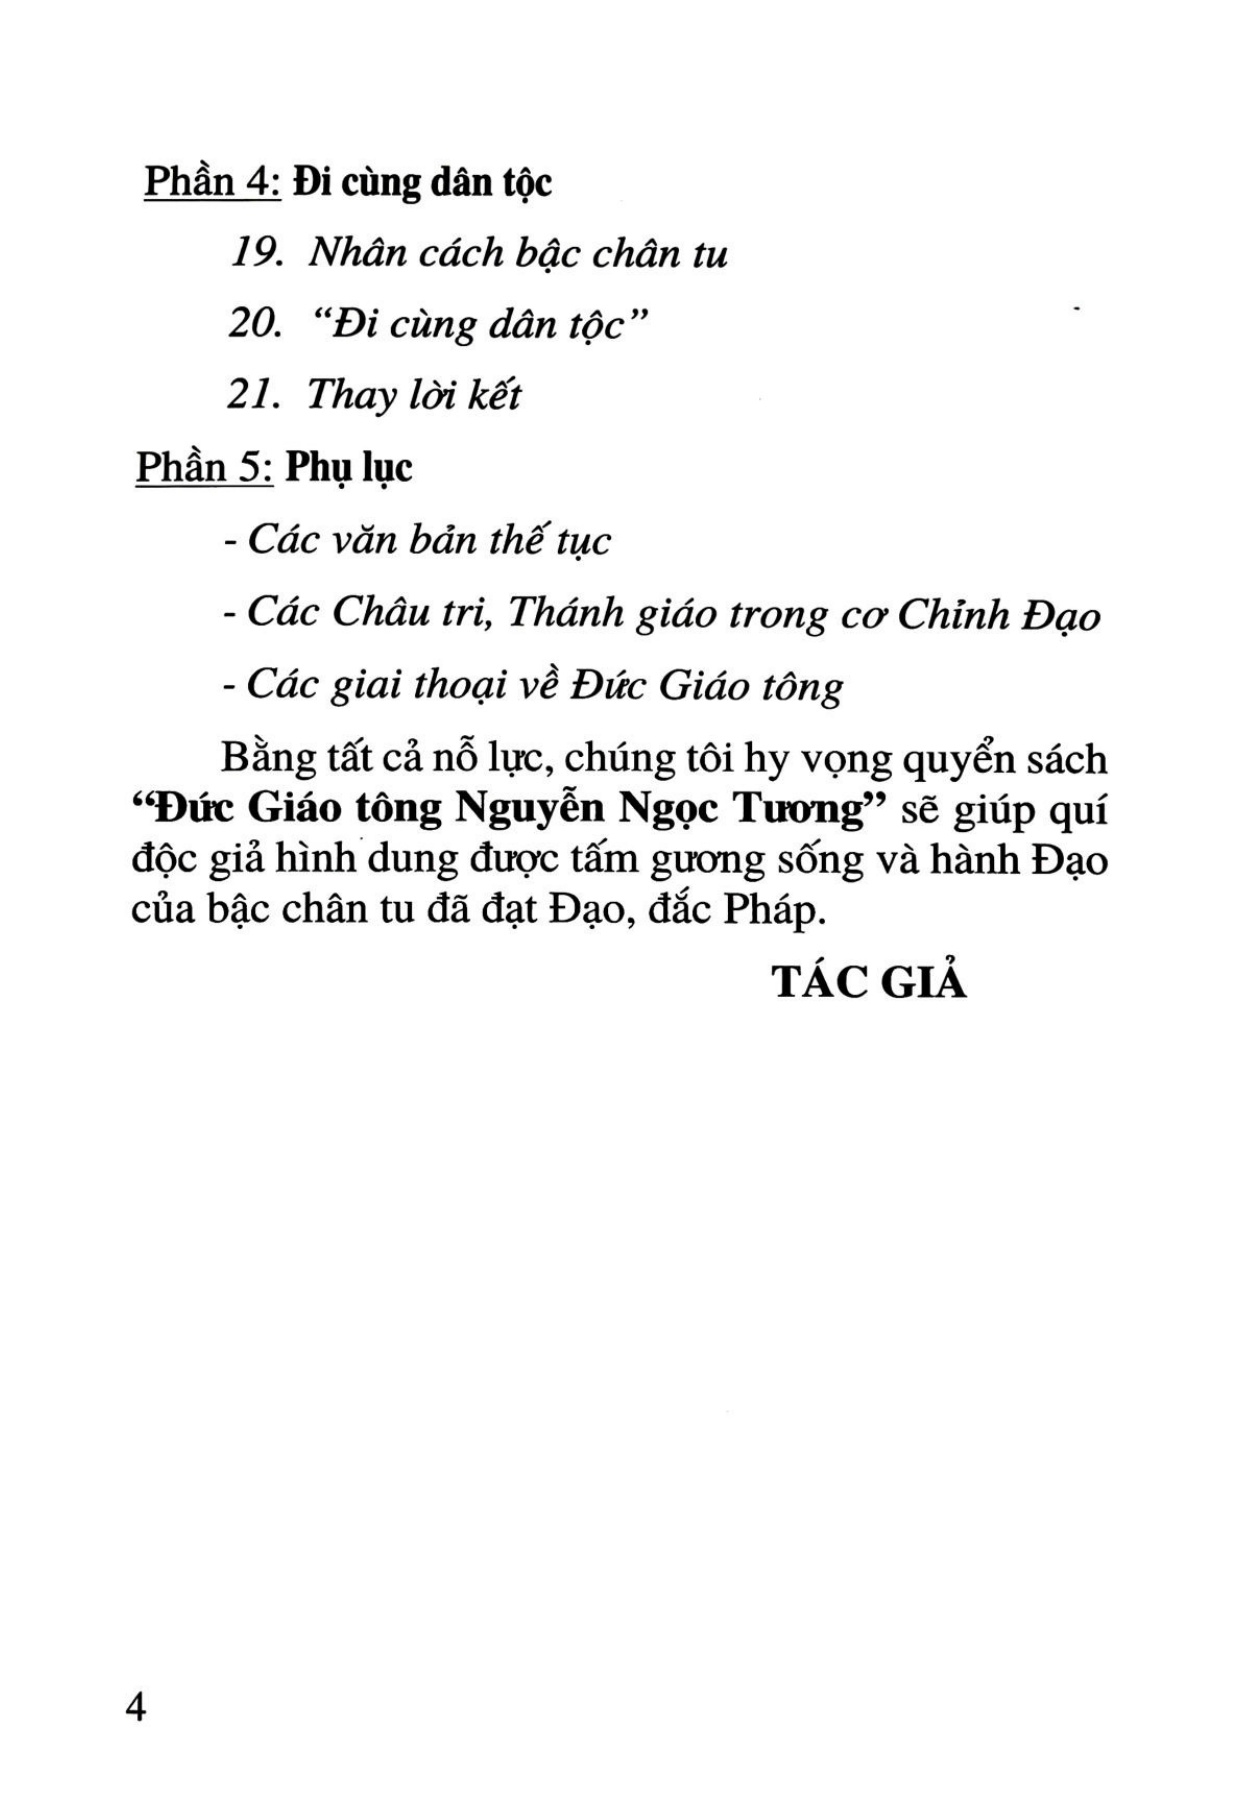 Phần 4: Đi cùng dân tộc
19. Nhân cách bậc chân tu
20. “Đi cùng dân tộc”
21. Thay lời kết
Phần 5: Phụ lục
- Các văn bản thế tục
- Các Châu tri, Thánh giáo trong cơ Chỉnh Đạo
- Các giai thoại về Đức Giáo tông
Bằng tất cả nỗ lực, chúng tôi hy vọng quyển sách
“Đức Giáo tông Nguyễn Ngọc Tương” sẽ giúp quí
độc giả hình dung được tấm gương sống và hành Đạo
của bậc chân tu đã đạt Đạo, đắc Pháp.
TÁC GIẢ
4